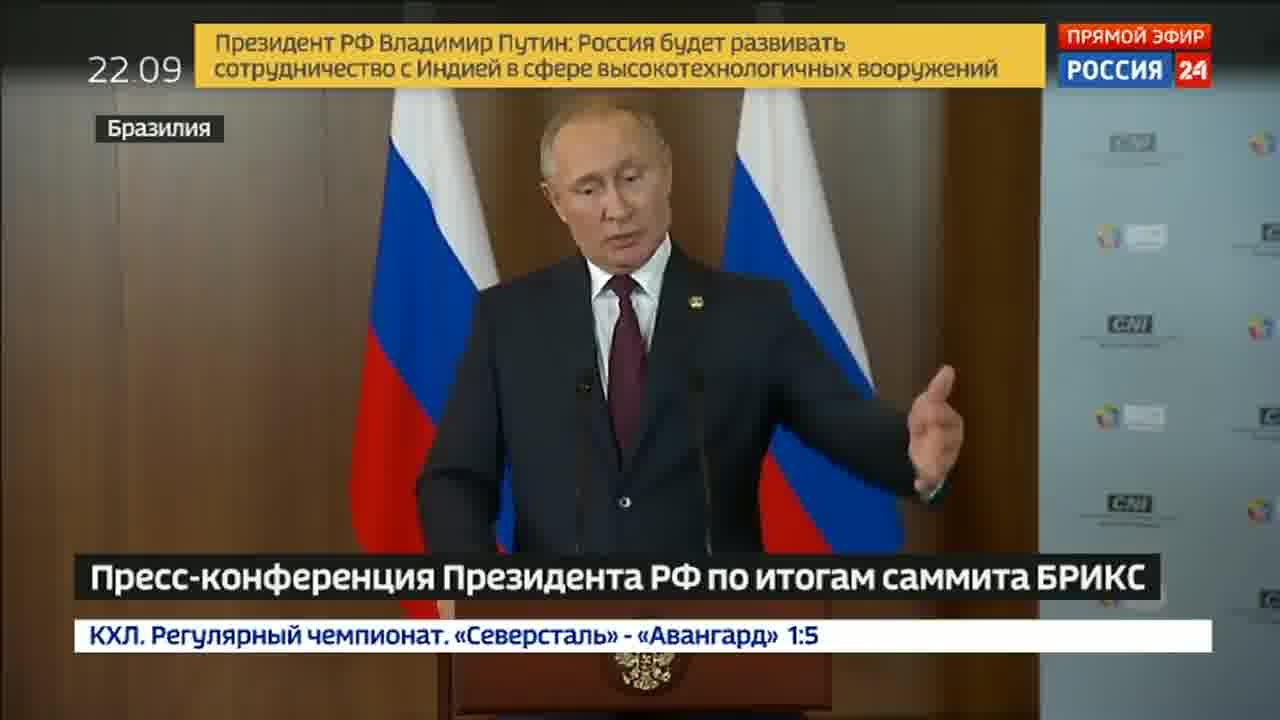 22.09
Президент РФ Владимир Путин: Россия будет развивать
сотрудничество с Индией в сфере высокотехнологичных вооружений
ПРЯМОЙ ЭФИР
РОССИЯ 24
Бразилия
CNI
CNI
CNI
Пресс-конференция Президента РФ по итогам саммита БРИКС
КХЛ. Регулярный чемпионат. «Северсталь» - «Авангард» 1:5